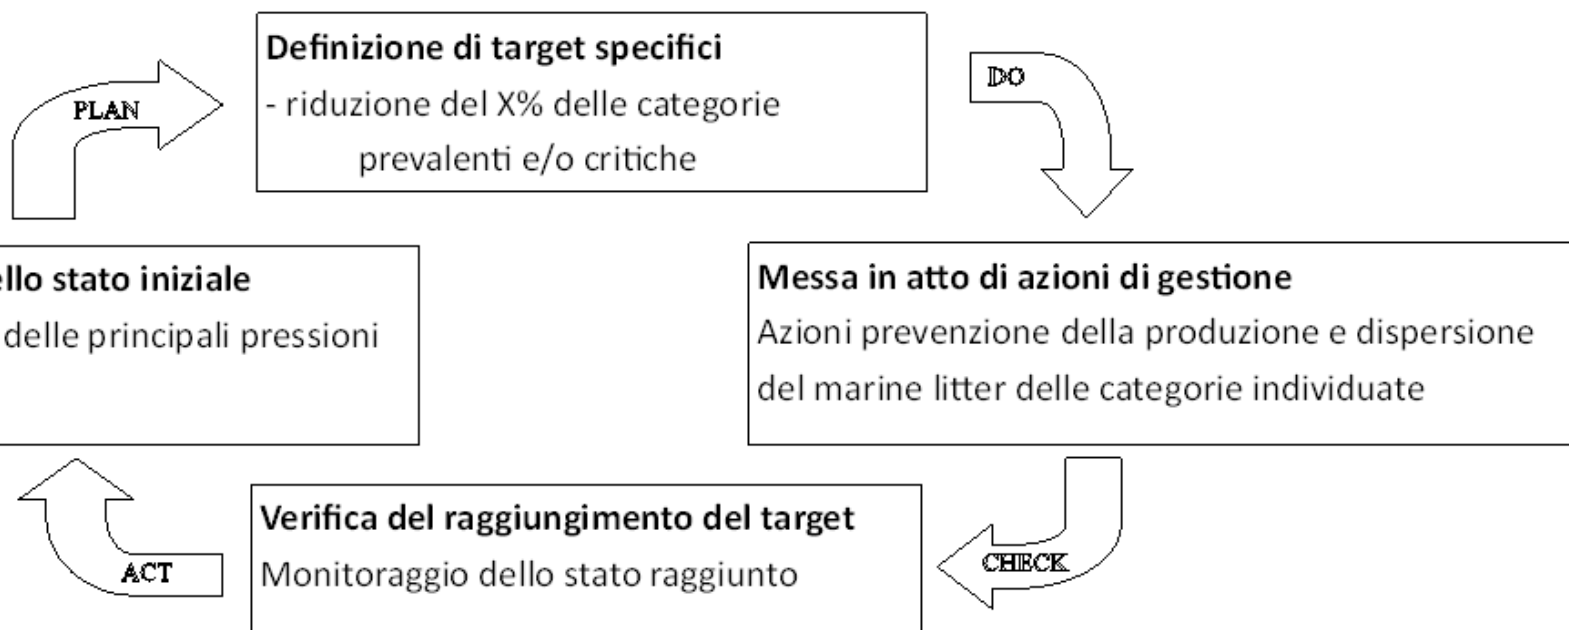 Definizione di target specifici
- riduzione del X% delle categorie
prevalenti e/o critiche
PLAN
DO
stato iniziale
delle principali pressioni
Messa in atto di azioni di gestione
Azioni prevenzione della produzione e dispersione
del marine litter delle categorie individuate
Verifica del raggiungimento del target
Monitoraggio dello stato raggiunto
ACT
CHECK